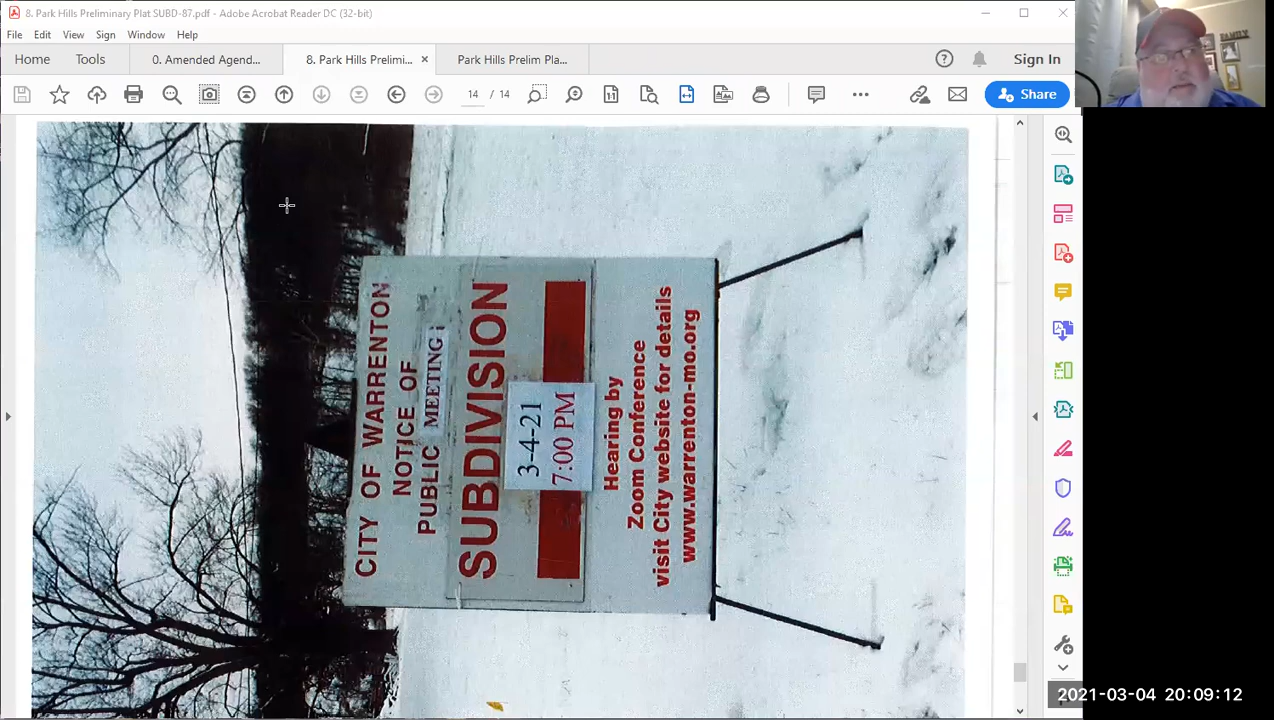 8. Park Hills Preliminary Plat SUBD-87.pdf - Adobe Acrobat Reader DC (32-bit)
File Edit View Sign Window Help
Home Tools 0. Amended Agend... 8. Park Hills Prelimi... × Park Hills Prelim Pla... Sign In
14 / 14 Share
FAMILY
CITY OF WARRENTON
NOTICE OF
PUBLIC MEETING
SUBDIVISION
3-4-21
7:00 PM
Hearing by
Zoom Conference
visit City website for details
www.warrenton-mo.org
2021-03-04 20:09:12